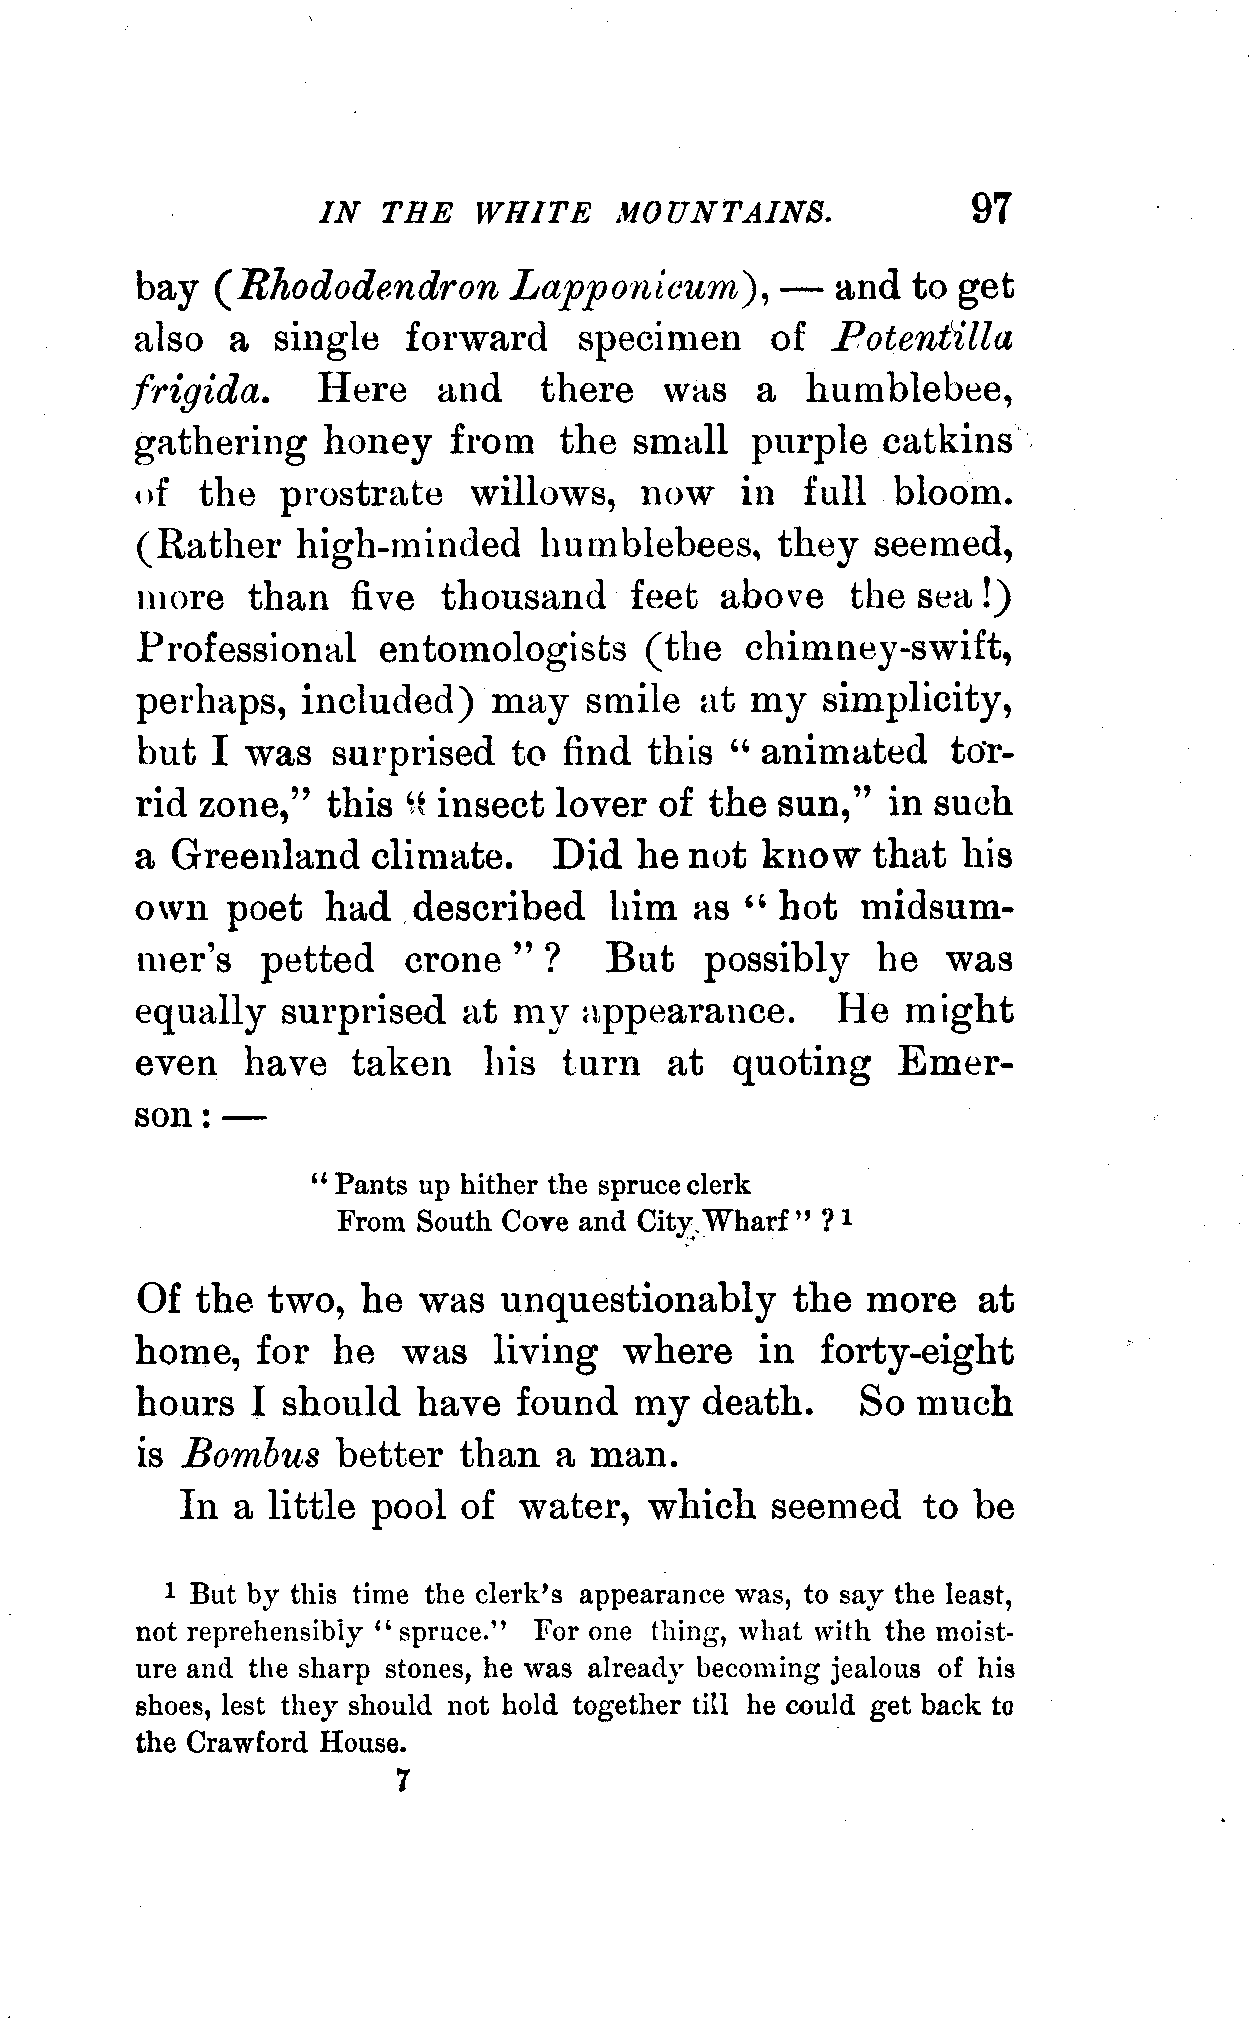 IN THE WHITE MOUNTAINS. 97
bay (Rhododendron Lapponicum), — and to get
also a single forward specimen of Potentilla
frigida. Here and there was a humblebee,
gathering honey from the small purple catkins
of the prostrate willows, now in full bloom.
(Rather high-minded humblebees, they seemed,
more than five thousand feet above the sea!)
Professional entomologists (the chimney-swift,
perhaps, included) may smile at my simplicity,
but I was surprised to find this “animated tor-
rid zone,” this “insect lover of the sun,” in such
a Greenland climate. Did he not know that his
own poet had described him as “hot midsum-
mer's petted crone”? But possibly he was
equally surprised at my appearance. He might
even have taken his turn at quoting Emer-
son: —
“Pants up hither the spruce clerk
From South Cove and City Wharf”?1
Of the two, he was unquestionably the more at
home, for he was living where in forty-eight
hours I should have found my death. So much
is Bombus better than a man.
In a little pool of water, which seemed to be
1 But by this time the clerk's appearance was, to say the least,
not reprehensibly “spruce.” For one thing, what with the moist-
ure and the sharp stones, he was already becoming jealous of his
shoes, lest they should not hold together till he could get back to
the Crawford House.
7